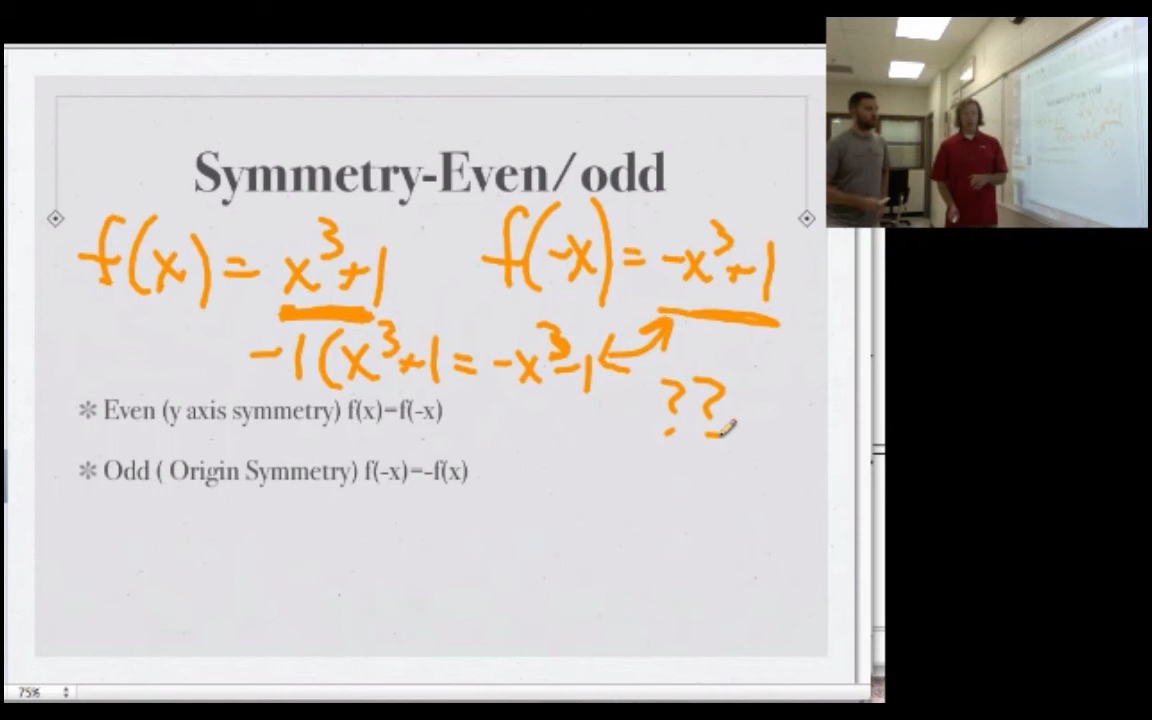 Symmetry-Even/odd
f(x) = x³+1 f(-x) = -x³+1
-1(x³+1 = -x³-1
??
* Even (y axis symmetry) f(x)=f(-x)
* Odd ( Origin Symmetry) f(-x)=-f(x)
75%